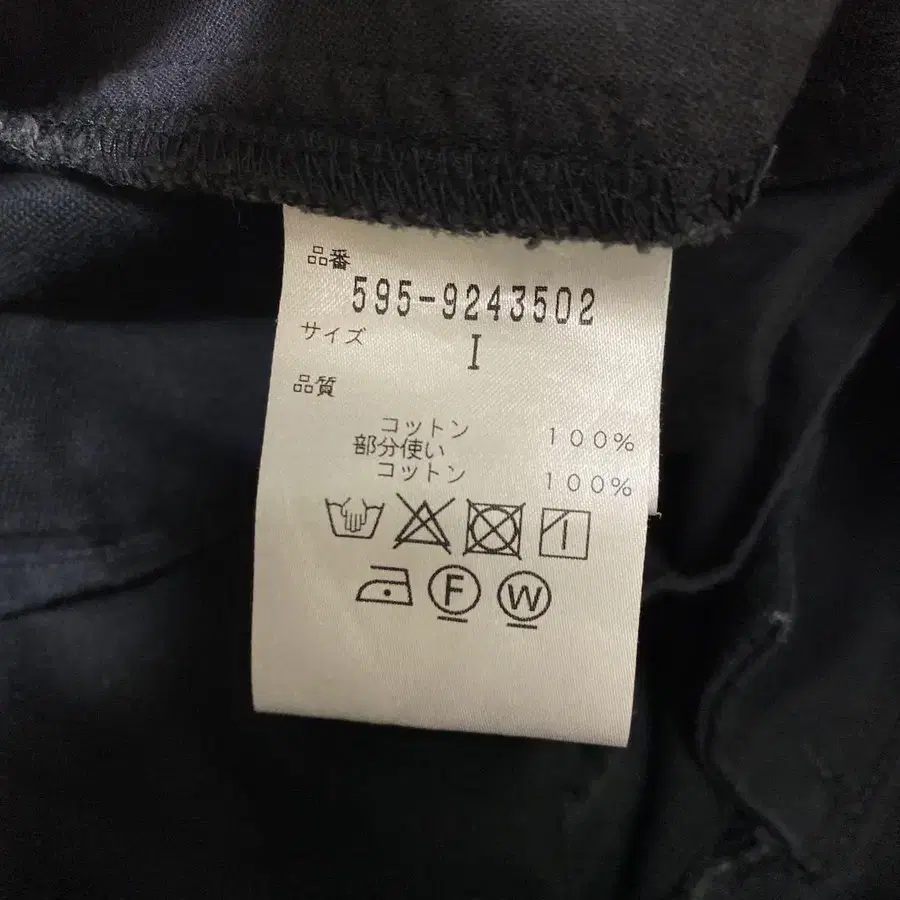 品番
595-9243502
サイズ
I
品質
コットン 100%
部分使い
コットン 100%
F W